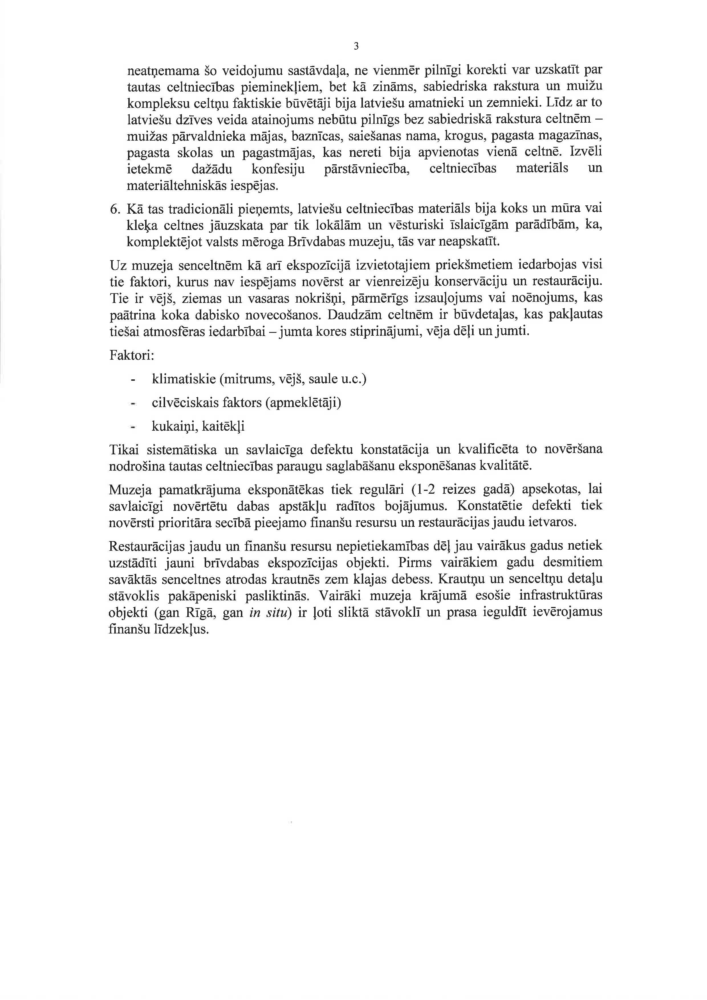 3
neatņemama šo veidojumu sastāvdaļa, ne vienmēr pilnīgi korekti var uzskatīt par
tautas celtniecības pieminekļiem, bet kā zināms, sabiedriska rakstura un muižu
kompleksu celtņu faktiskie būvētāji bija latviešu amatnieki un zemnieki. Līdz ar to
latviešu dzīves veida atainojums nebūtu pilnīgs bez sabiedriskā rakstura celtnēm –
muižas pārvaldnieka mājas, baznīcas, saiešanas nama, krogus, pagasta magazīnas,
pagasta skolas un pagastmājas, kas nereti bija apvienotas vienā celtnē. Izvēli
ietekmē dažādu konfesiju pārstāvniecība, celtniecības materiāls un
materiāltehniskās iespējas.
6. Kā tas tradicionāli pieņemts, latviešu celtniecības materiāls bija koks un mūra vai
kleķa celtnes jāuzskata par tik lokālām un vēsturiski īslaicīgām parādībām, ka,
komplektējot valsts mēroga Brīvdabas muzeju, tās var neapskatīt.
Uz muzeja senceltnēm kā arī ekspozīcijā izvietotajiem priekšmetiem iedarbojas visi
tie faktori, kurus nav iespējams novērst ar vienreizēju konservāciju un restaurāciju.
Tie ir vējš, ziemas un vasaras nokrišņi, pārmērīgs izsauļojums vai noēnojums, kas
paātrina koka dabisko novecošanos. Daudzām celtnēm ir būvdetaļas, kas pakļautas
tiešai atmosfēras iedarbībai – jumta kores stiprinājumi, vēja dēļi un jumti.
Faktori:
- klimatiskie (mitrums, vējš, saule u.c.)
- cilvēciskais faktors (apmeklētāji)
- kukaiņi, kaitēkļi
Tikai sistemātiska un savlaicīga defektu konstatācija un kvalificēta to novēršana
nodrošina tautas celtniecības paraugu saglabāšanu eksponēšanas kvalitātē.
Muzeja pamatkrājuma eksponātēkas tiek regulāri (1-2 reizes gadā) apsekotas, lai
savlaicīgi novērtētu dabas apstākļu radītos bojājumus. Konstatētie defekti tiek
novērsti prioritāra secībā pieejamo finanšu resursu un restaurācijas jaudu ietvaros.
Restaurācijas jaudu un finanšu resursu nepietiekamības dēļ jau vairākus gadus netiek
uzstādīti jauni brīvdabas ekspozīcijas objekti. Pirms vairākiem gadu desmitiem
savāktās senceltnes atrodas krautnēs zem klajas debess. Krautņu un senceltņu detaļu
stāvoklis pakāpeniski pasliktinās. Vairāki muzeja krājumā esošie infrastruktūras
objekti (gan Rīgā, gan in situ) ir ļoti sliktā stāvoklī un prasa ieguldīt ievērojamus
finanšu līdzekļus.